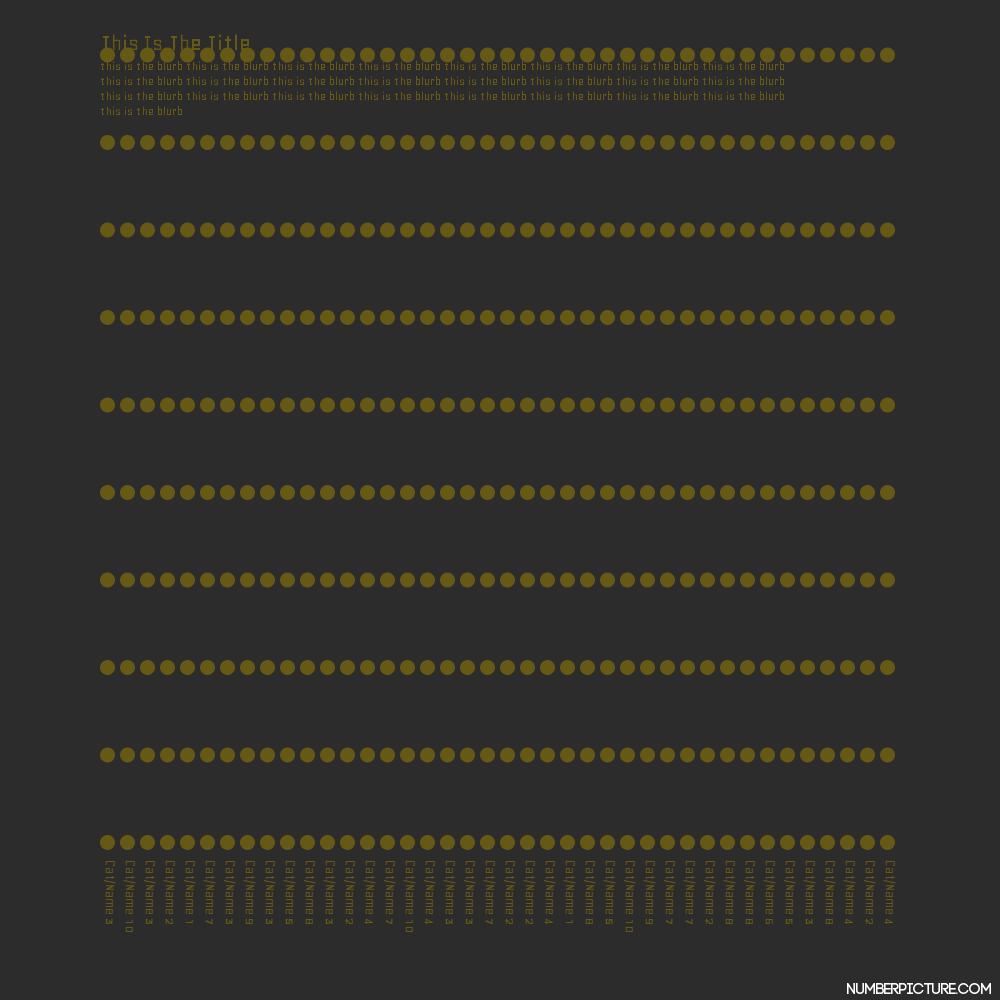 This Is The Title
this is the blurb this is the blurb this is the blurb this is the blurb this is the blurb this is the blurb this is the blurb this is the blurb
this is the blurb this is the blurb this is the blurb this is the blurb this is the blurb this is the blurb this is the blurb this is the blurb
this is the blurb this is the blurb this is the blurb this is the blurb this is the blurb this is the blurb this is the blurb this is the blurb
this is the blurb
Cat/Name 3
Cat/Name 10
Cat/Name 3
Cat/Name 2
Cat/Name 1
Cat/Name 7
Cat/Name 3
Cat/Name 9
Cat/Name 3
Cat/Name 5
Cat/Name 8
Cat/Name 3
Cat/Name 2
Cat/Name 4
Cat/Name 7
Cat/Name 10
Cat/Name 4
Cat/Name 3
Cat/Name 3
Cat/Name 7
Cat/Name 2
Cat/Name 2
Cat/Name 4
Cat/Name 1
Cat/Name 8
Cat/Name 5
Cat/Name 10
Cat/Name 9
Cat/Name 7
Cat/Name 7
Cat/Name 2
Cat/Name 8
Cat/Name 8
Cat/Name 6
Cat/Name 5
Cat/Name 3
Cat/Name 8
Cat/Name 4
Cat/Name 2
Cat/Name 4
NUMBERPICTURE.COM